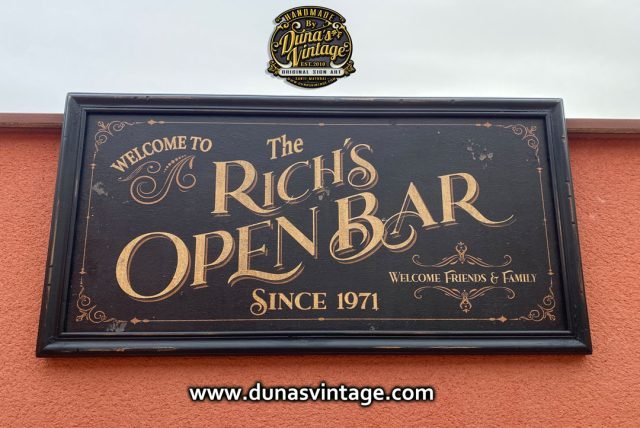 HANDMADE
By
Duna's
Vintage
EST. 2010
ORIGINAL SIGN ART
WELCOME TO
The
RICH'S
OPEN BAR
WELCOME FRIENDS & FAMILY
SINCE 1971
www.dunasvintage.com